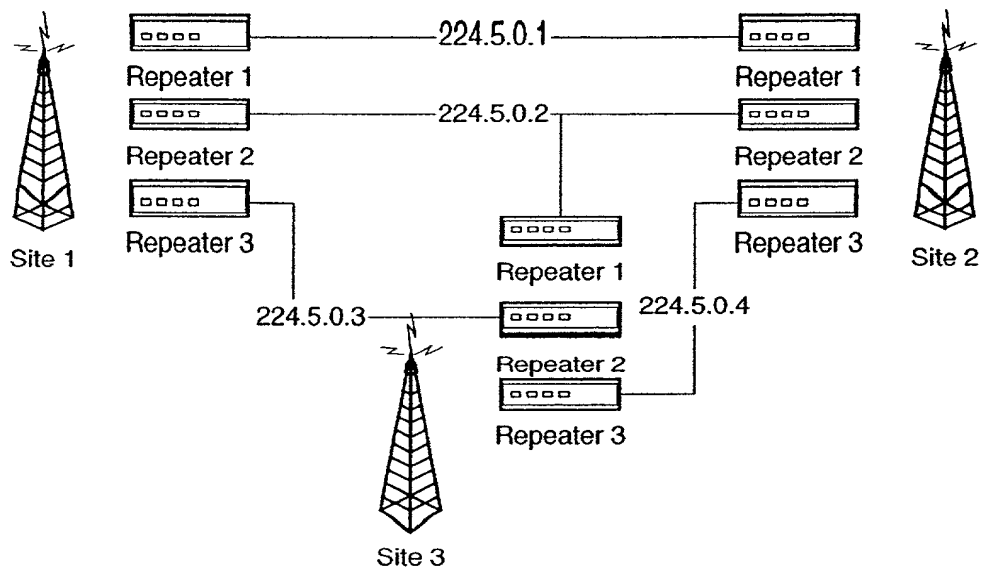 224.5.0.1
Repeater 1
Repeater 1
224.5.0.2
Repeater 2
Repeater 2
Repeater 3
Repeater 3
Site 1
Site 2
Repeater 1
224.5.0.3
224.5.0.4
Repeater 2
Repeater 3
Site 3